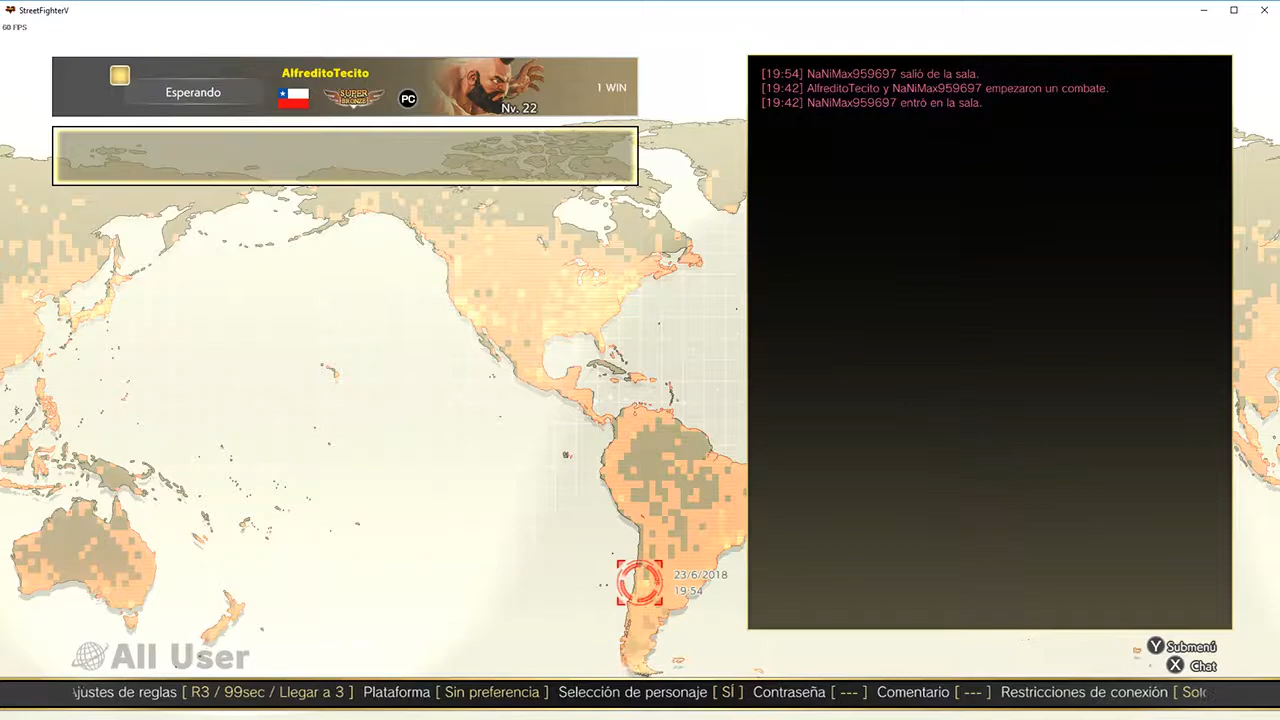 StreetFighterV
60 FPS
AlfreditoTecito
Esperando
SUPER BRONZE
PC
Nv. 22
1 WIN
[19:54] NaNiMax959697 salió de la sala.
[19:42] AlfreditoTecito y NaNiMax959697 empezaron un combate.
[19:42] NaNiMax959697 entró en la sala.
23/6/2018
19:54
All User
Y Submenú
X Chat
Ajustes de reglas [ R3 / 99sec / Llegar a 3 ] Plataforma [ Sin preferencia ] Selección de personaje [ SÍ ] Contraseña [ --- ] Comentario [ --- ] Restricciones de conexión [ Solo